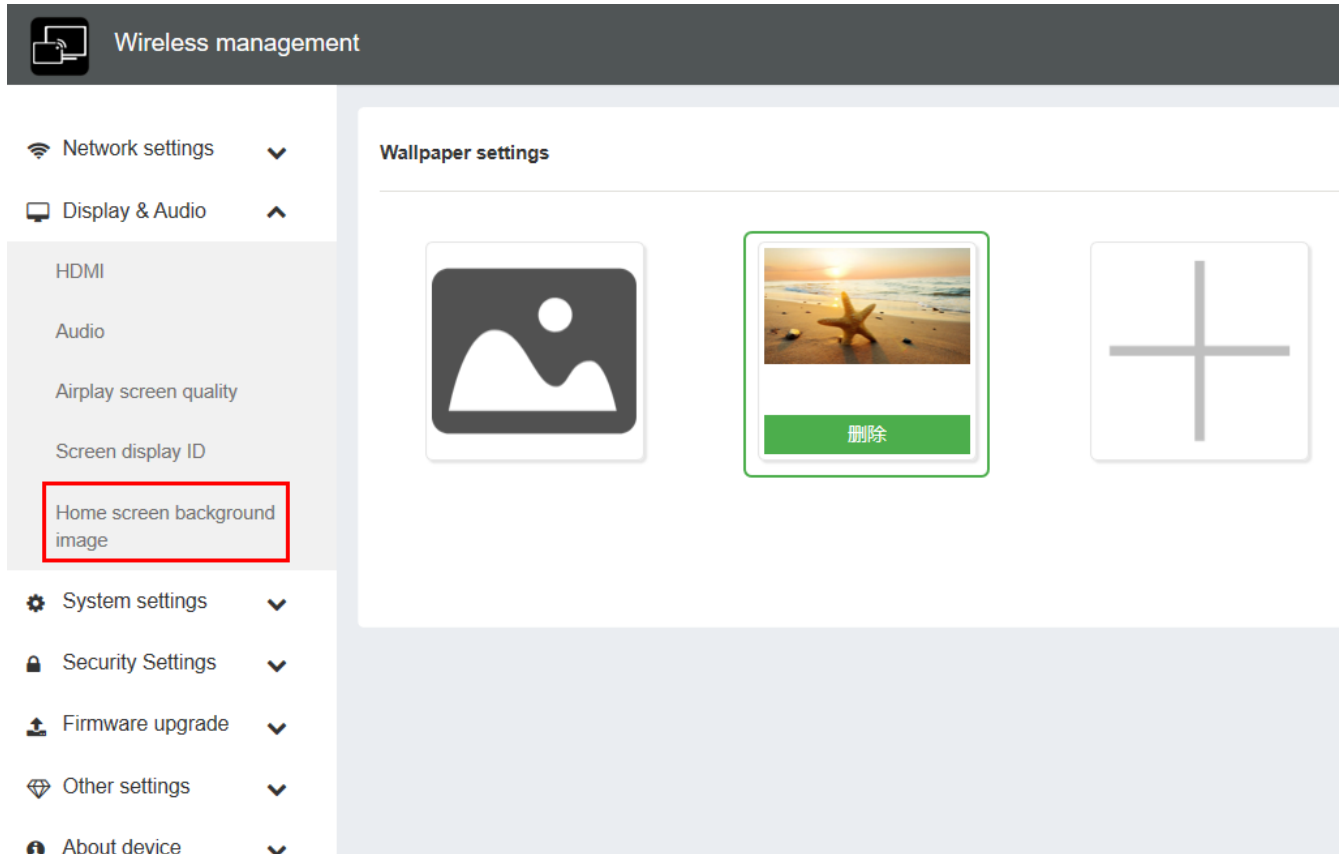 Wireless management
Network settings
Display & Audio
HDMI
Audio
Airplay screen quality
Screen display ID
Home screen background
image
System settings
Security Settings
Firmware upgrade
Other settings
About device
Wallpaper settings
删除